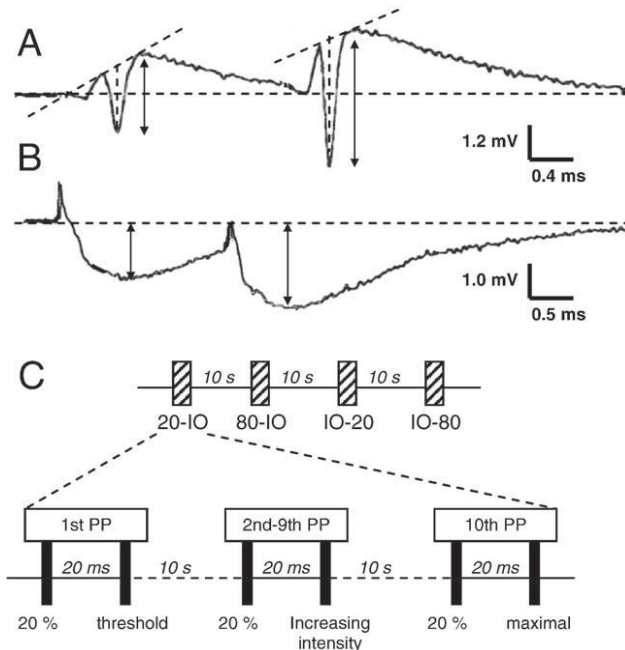 A
1.2 mV
0.4 ms
B
1.0 mV
0.5 ms
C
10 s 10 s 10 s
20-IO 80-IO IO-20 IO-80
1st PP 2nd-9th PP 10th PP
20 ms 10 s 20 ms 10 s 20 ms
20 % threshold 20 % Increasing 20 % maximal
intensity